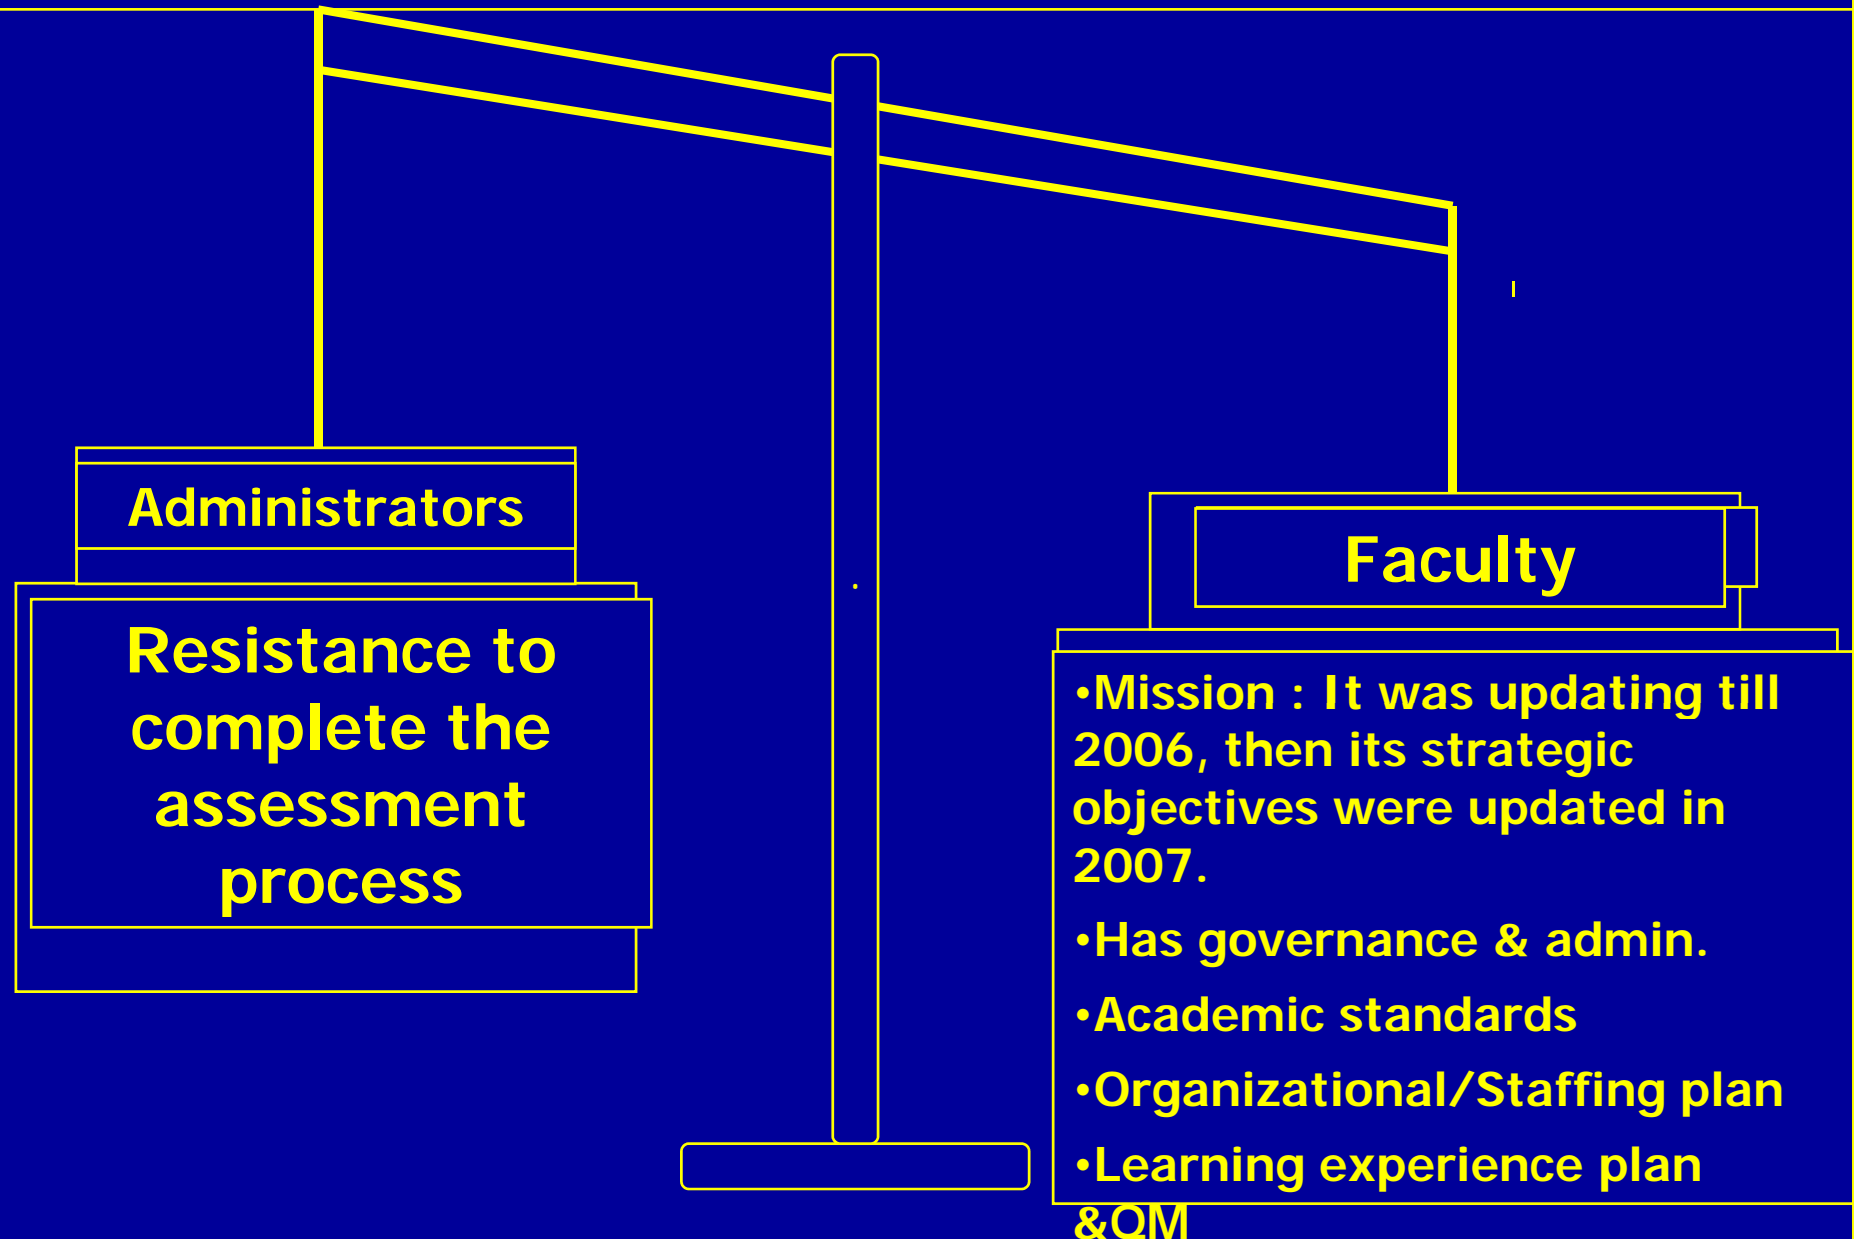 Administrators
Resistance to
complete the
assessment
process
Faculty
•Mission : It was updating till
2006, then its strategic
objectives were updated in
2007.
•Has governance & admin.
•Academic standards
•Organizational/Staffing plan
•Learning experience plan
&QM